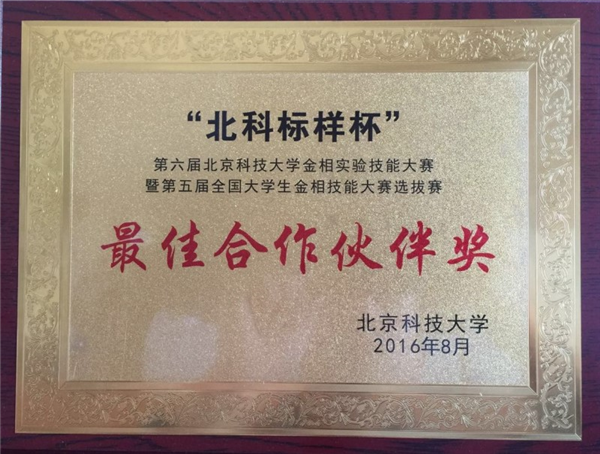 “北科标样杯”
第六届北京科技大学金相实验技能大赛
暨第五届全国大学生金相技能大赛选拔赛
最佳合作伙伴奖
北京科技大学
2016年8月